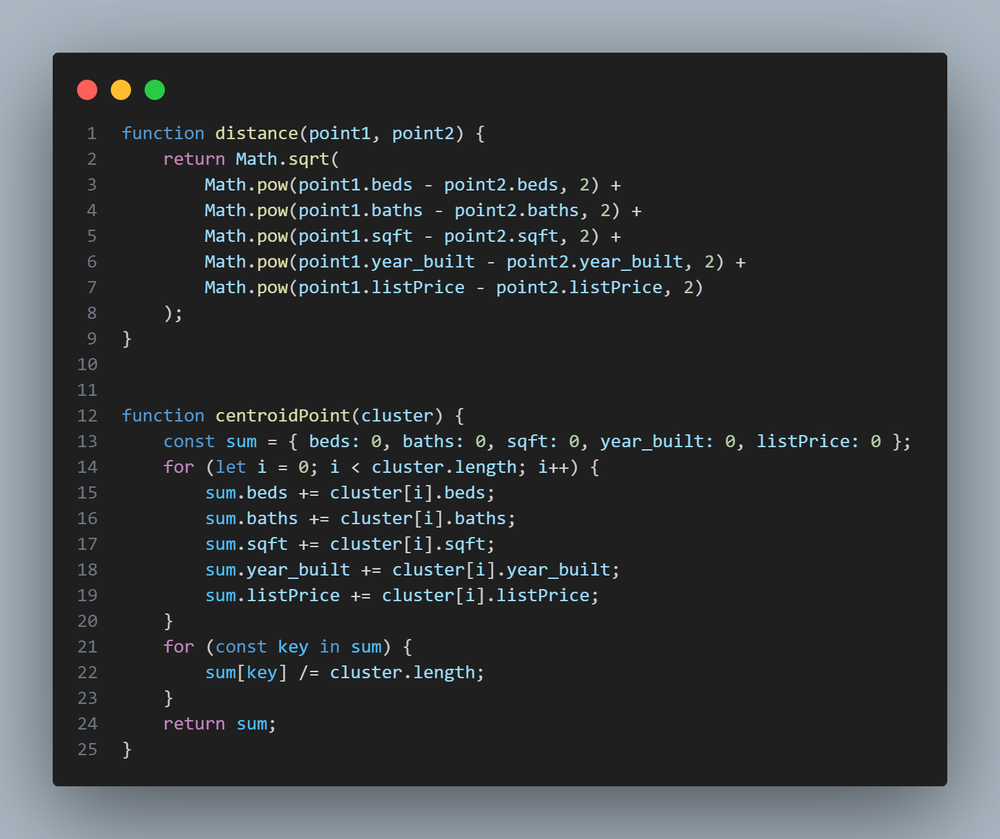 1 function distance(point1, point2) {
2     return Math.sqrt(
3         Math.pow(point1.beds - point2.beds, 2) +
4         Math.pow(point1.baths - point2.baths, 2) +
5         Math.pow(point1.sqft - point2.sqft, 2) +
6         Math.pow(point1.year_built - point2.year_built, 2) +
7         Math.pow(point1.listPrice - point2.listPrice, 2)
8     );
9 }
10
11
12 function centroidPoint(cluster) {
13     const sum = { beds: 0, baths: 0, sqft: 0, year_built: 0, listPrice: 0 };
14     for (let i = 0; i < cluster.length; i++) {
15         sum.beds += cluster[i].beds;
16         sum.baths += cluster[i].baths;
17         sum.sqft += cluster[i].sqft;
18         sum.year_built += cluster[i].year_built;
19         sum.listPrice += cluster[i].listPrice;
20     }
21     for (const key in sum) {
22         sum[key] /= cluster.length;
23     }
24     return sum;
25 }